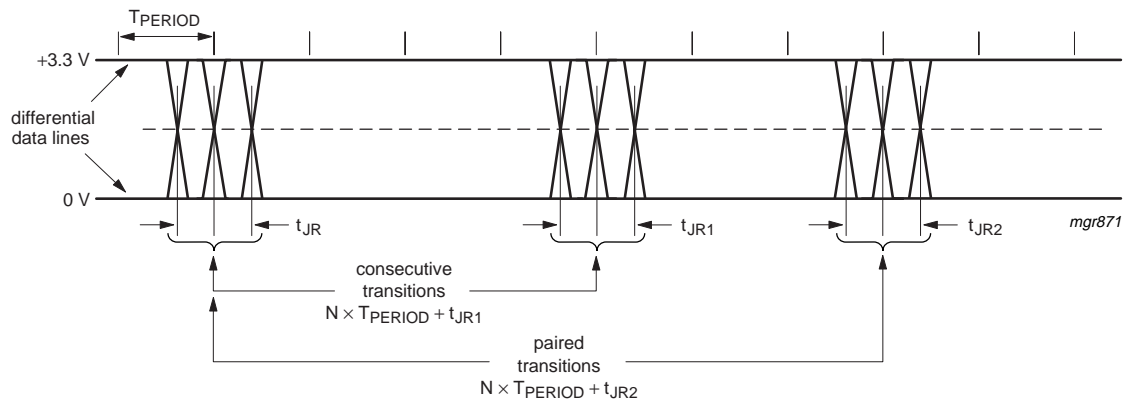 TPERIOD
+3.3 V
differential
data lines
0 V
tJR
tJR1
tJR2
mgr871
consecutive
transitions
N × TPERIOD + tJR1
paired
transitions
N × TPERIOD + tJR2